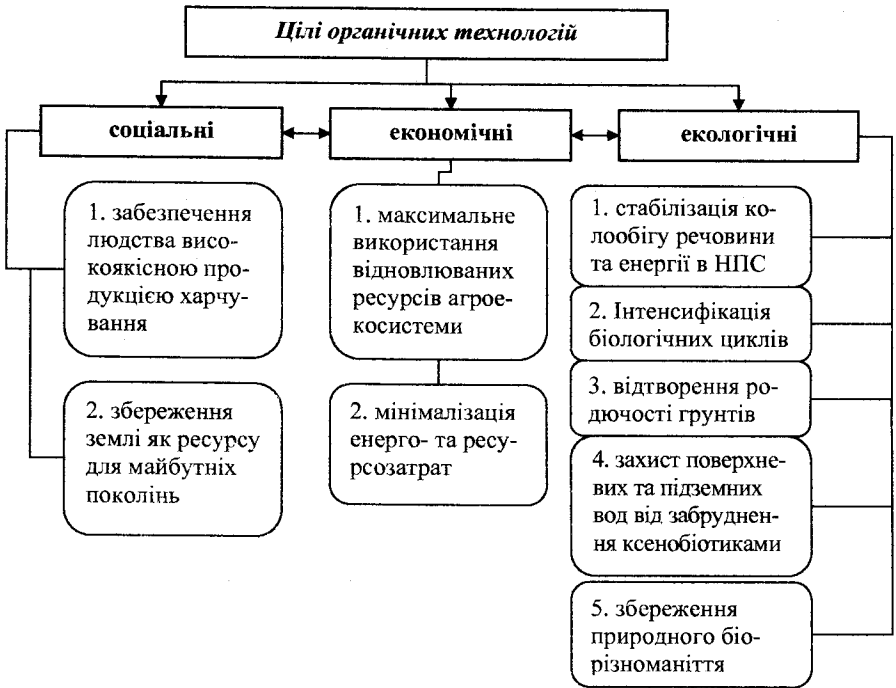 Цілі органічних технологій
соціальні
економічні
екологічні
1. забезпечення
людства висо-
коякісною про-
дукцією харчу-
вання
2. збереження
землі як ресурсу
для майбутніх
поколінь
1. максимальне
використання
відновлюваних
ресурсів агрое-
косистеми
2. мінімалізація
енерго- та ресу-
рсозатрат
1. стабілізація ко-
лообігу речовини
та енергії в НПС
2. Інтенсифікація
біологічних циклів
3. відтворення ро-
дючості грунтів
4. захист поверхне-
вих та підземних
вод від забруднен-
ня ксенобіотиками
5. збереження
природного біо-
різноманіття